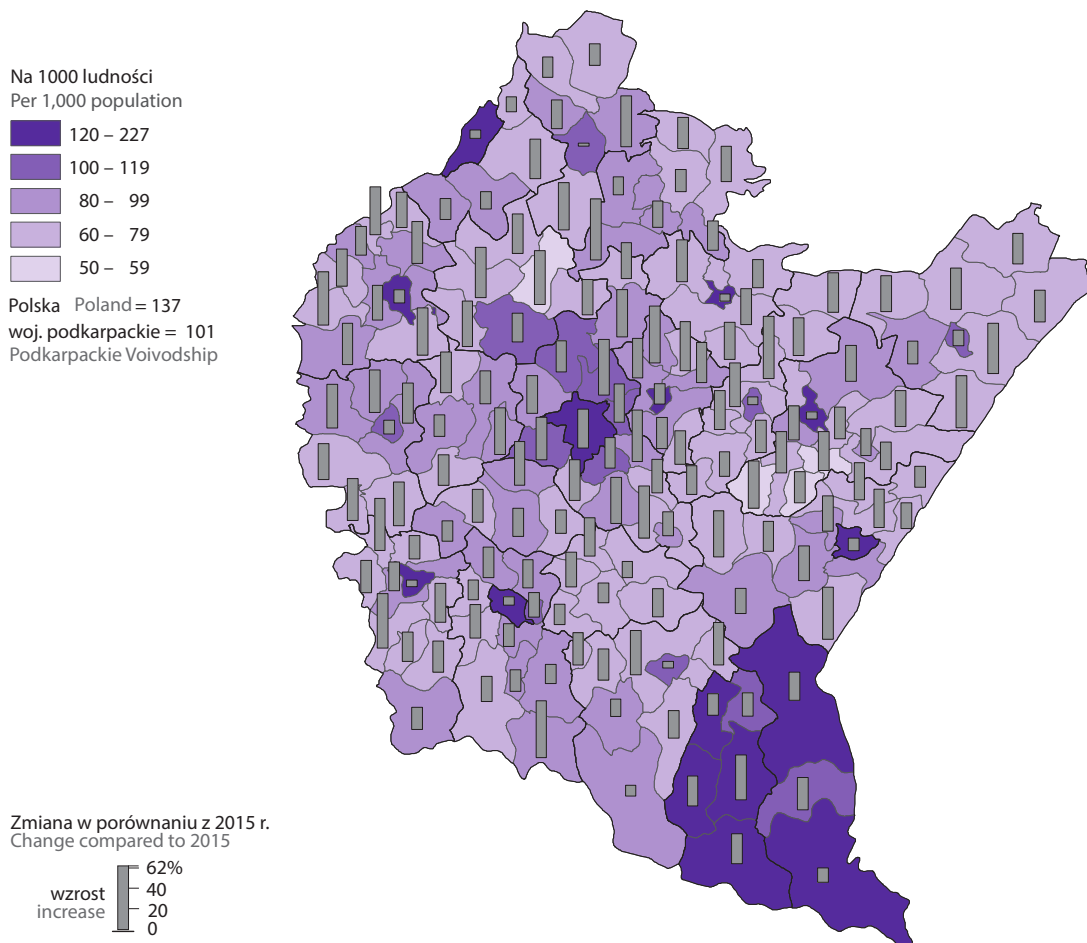 Na 1000 ludności
Per 1,000 population
120 – 227
100 – 119
80 – 99
60 – 79
50 – 59
Polska Poland = 137
woj. podkarpackie = 101
Podkarpackie Voivodship
Zmiana w porównaniu z 2015 r.
Change compared to 2015
62%
wzrost 40
increase 20
0